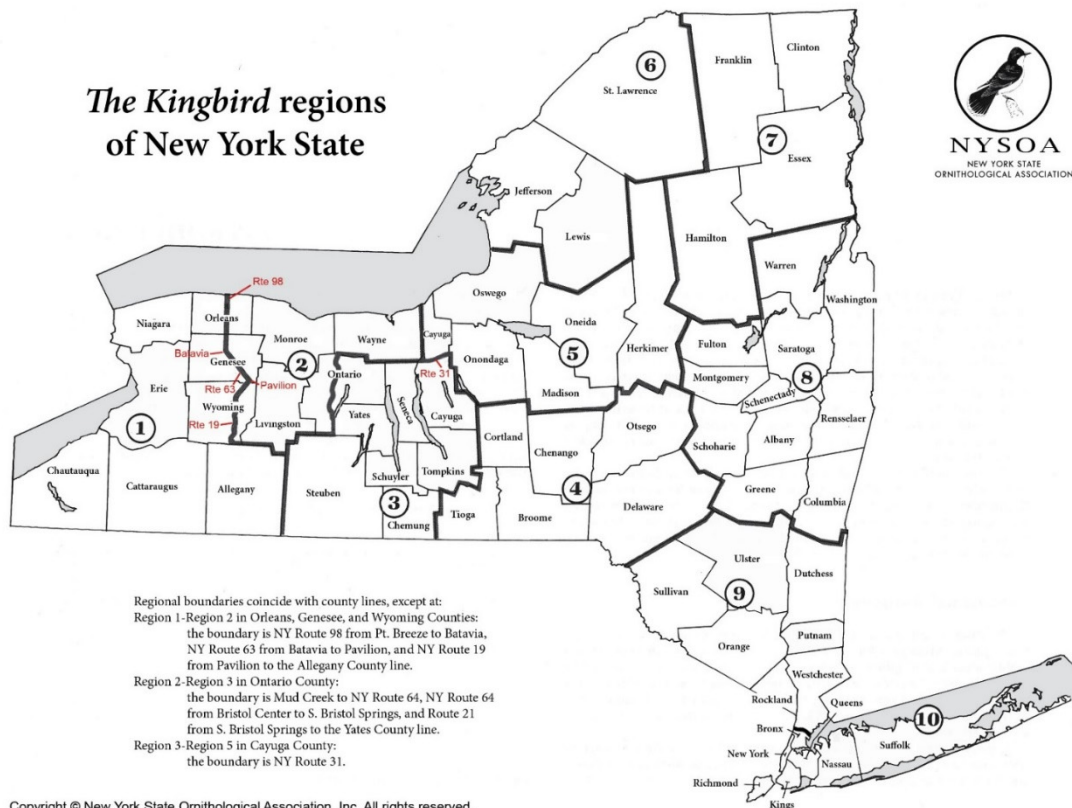 The Kingbird regions
of New York State
NYSOA
NEW YORK STATE
ORNITHOLOGICAL ASSOCIATION
6
St. Lawrence
Franklin
Clinton
7
Essex
Jefferson
Lewis
Hamilton
Warren
Washington
Rte 98
Oswego
Oneida
Herkimer
Niagara
Orleans
Monroe
Wayne
Cayuga
Onondaga
5
Madison
Fulton
Saratoga
Montgomery
8
Schenectady
Batavia
Genesee
2
Ontario
Rte 31
Erie
Rte 63
Pavilion
Wyoming
Rte 19
Livingston
Yates
Seneca
Cayuga
1
Cortland
Chenango
Otsego
Schoharie
Albany
Rensselaer
Chautauqua
Cattaraugus
Allegany
Steuben
Schuyler
Tompkins
3
Chemung
Tioga
Broome
4
Delaware
Greene
Columbia
Ulster
Dutchess
Sullivan
9
Orange
Putnam
Westchester
Rockland
Queens
Bronx
New York
10
Suffolk
Nassau
Richmond
Kings
Regional boundaries coincide with county lines, except at:
Region 1-Region 2 in Orleans, Genesee, and Wyoming Counties:
the boundary is NY Route 98 from Pt. Breeze to Batavia,
NY Route 63 from Batavia to Pavilion, and NY Route 19
from Pavilion to the Allegany County line.
Region 2-Region 3 in Ontario County:
the boundary is Mud Creek to NY Route 64, NY Route 64
from Bristol Center to S. Bristol Springs, and Route 21
from S. Bristol Springs to the Yates County line.
Region 3-Region 5 in Cayuga County:
the boundary is NY Route 31.
Copyright © New York State Ornithological Association, Inc. All rights reserved